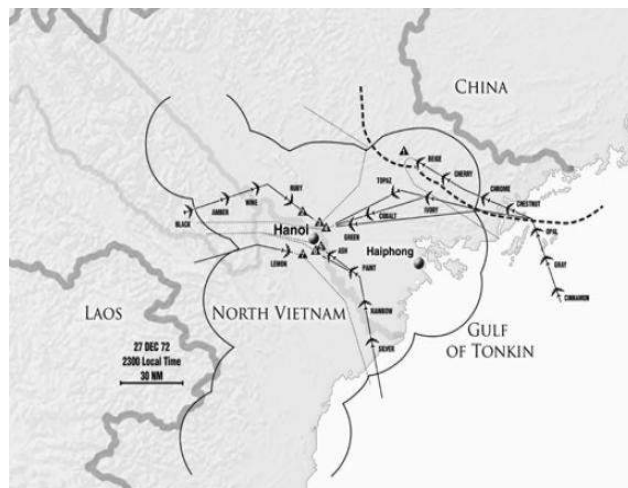 CHINA
BEIGE
CHERRY
TOPAZ
CHROME
CHESTNUT
RUBY
WINE
AMBER
BLACK
IVORY
COBALT
GREEN
OPAL
Hanoi
ASH
LEMON
Haiphong
PAINT
GRAY
CINNAMON
RAINBOW
LAOS
NORTH VIETNAM
GULF
OF TONKIN
SILVER
27 DEC 72
2300 Local Time
30 NM